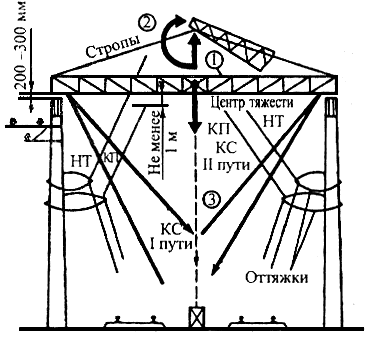 200 – 300 мм
Стропы
②
①
Центр тяжести
НТ
КП
Не менее
1 м
КП
НТ
КС
II пути
③
КС
I пути
Оттяжки